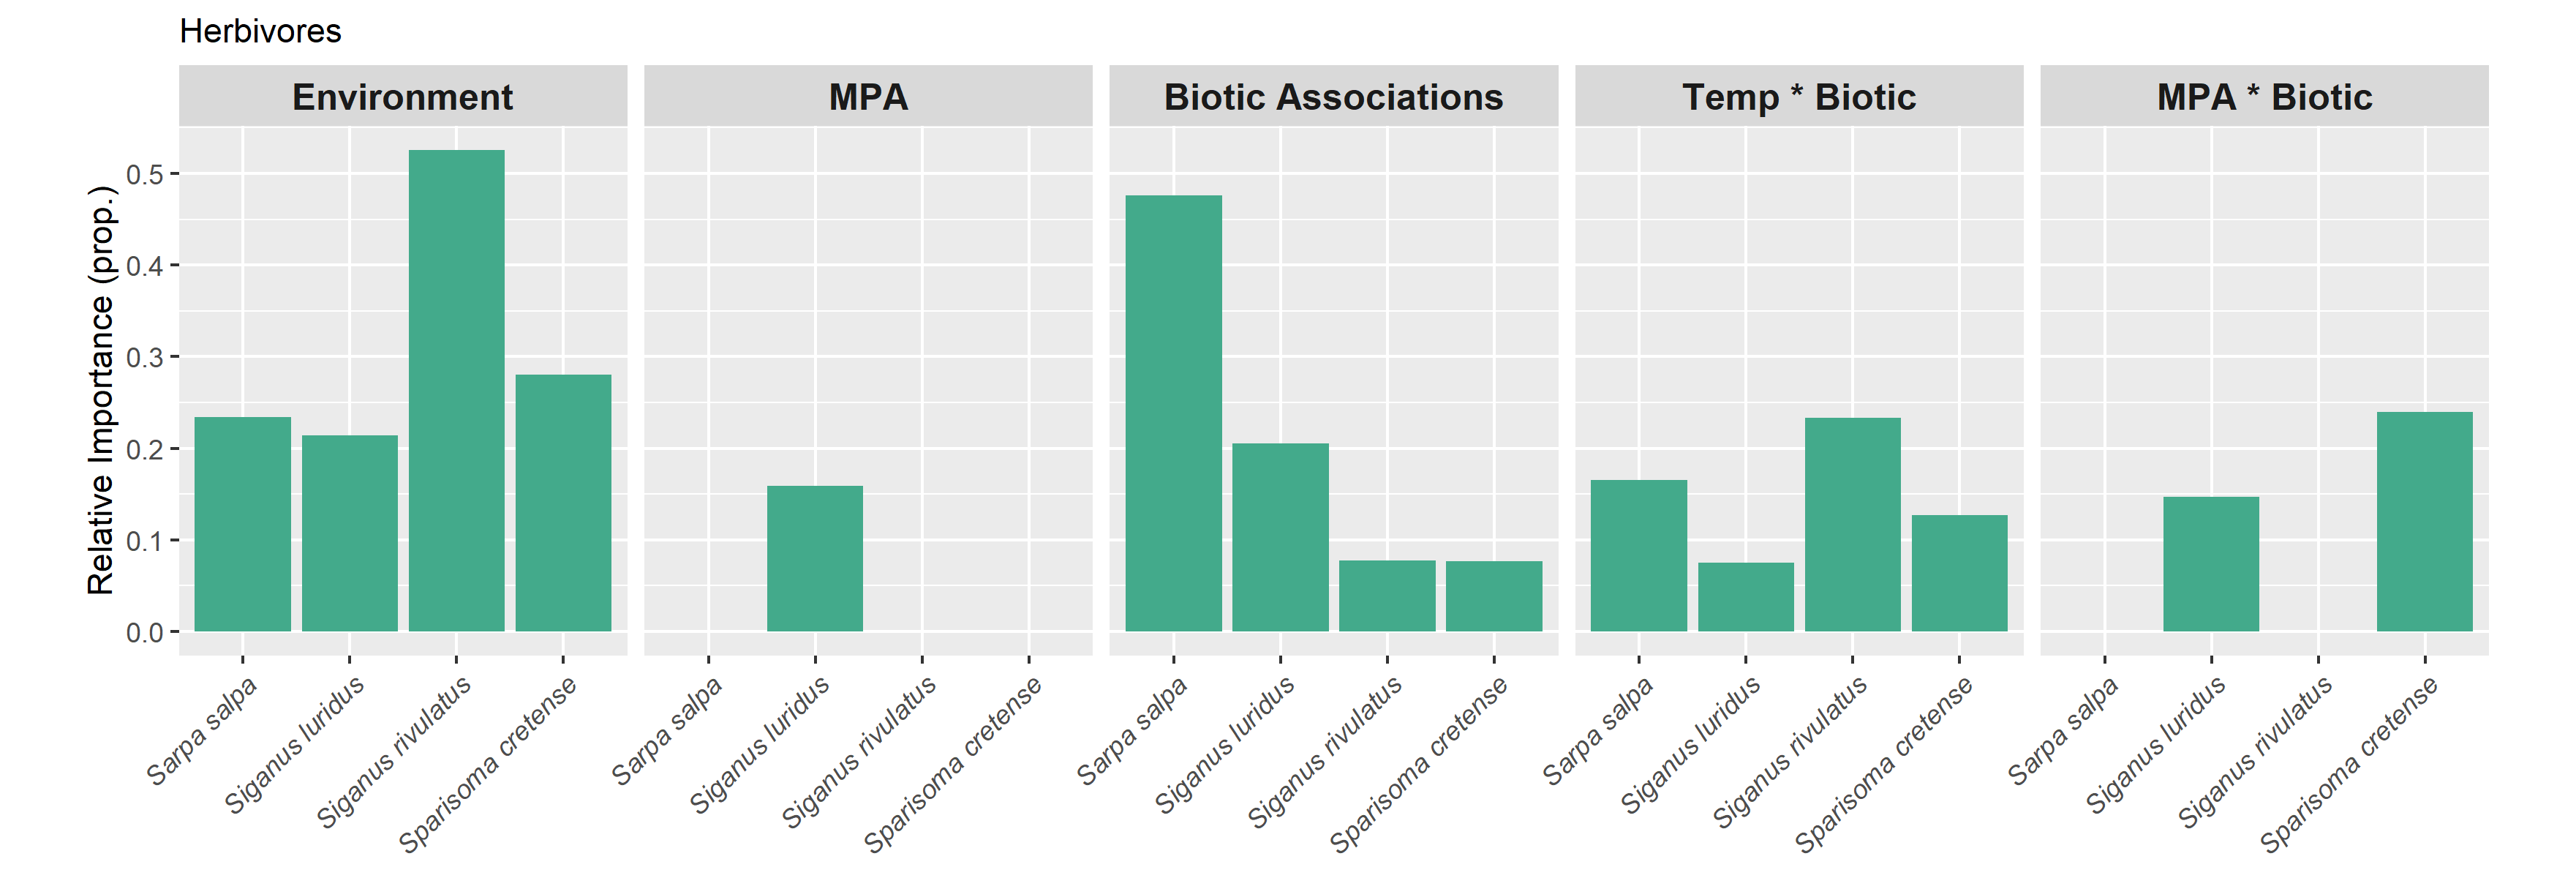 Herbivores
Environment
MPA
Biotic Associations
Temp * Biotic
MPA * Biotic
Relative Importance (prop.)
0.5
0.4
0.3
0.2
0.1
0.0
Sarpa salpa
Siganus luridus
Siganus rivulatus
Sparisoma cretense
Sarpa salpa
Siganus luridus
Siganus rivulatus
Sparisoma cretense
Sarpa salpa
Siganus luridus
Siganus rivulatus
Sparisoma cretense
Sarpa salpa
Siganus luridus
Siganus rivulatus
Sparisoma cretense
Sarpa salpa
Siganus luridus
Siganus rivulatus
Sparisoma cretense